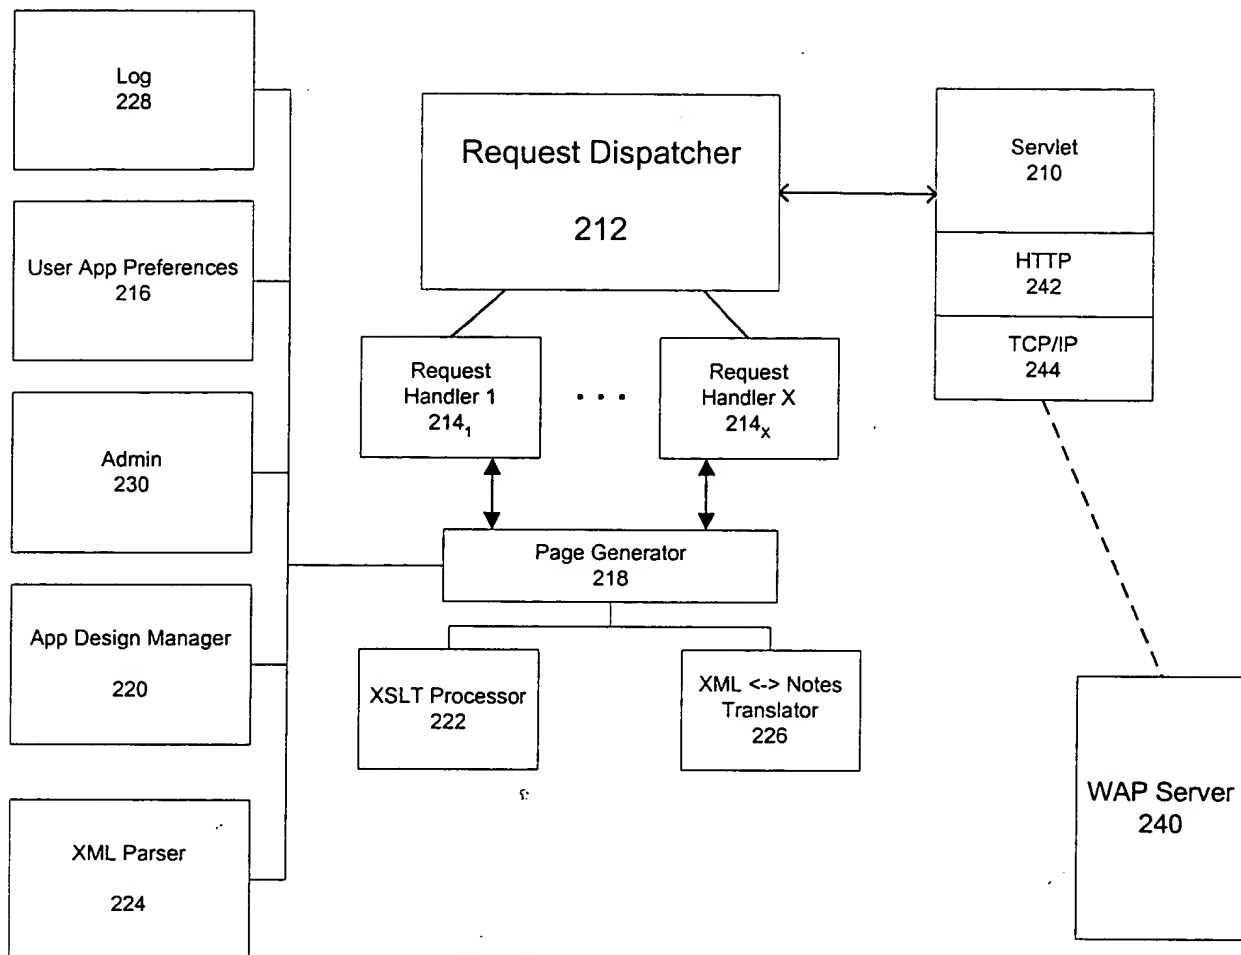 Log
228
User App Preferences
216
Admin
230
App Design Manager
220
XML Parser
224
Request Dispatcher
212
Request
Handler 1
214₁
. . .
Request
Handler X
214ₓ
Page Generator
218
XSLT Processor
222
XML <-> Notes
Translator
226
Servlet
210
HTTP
242
TCP/IP
244
WAP Server
240